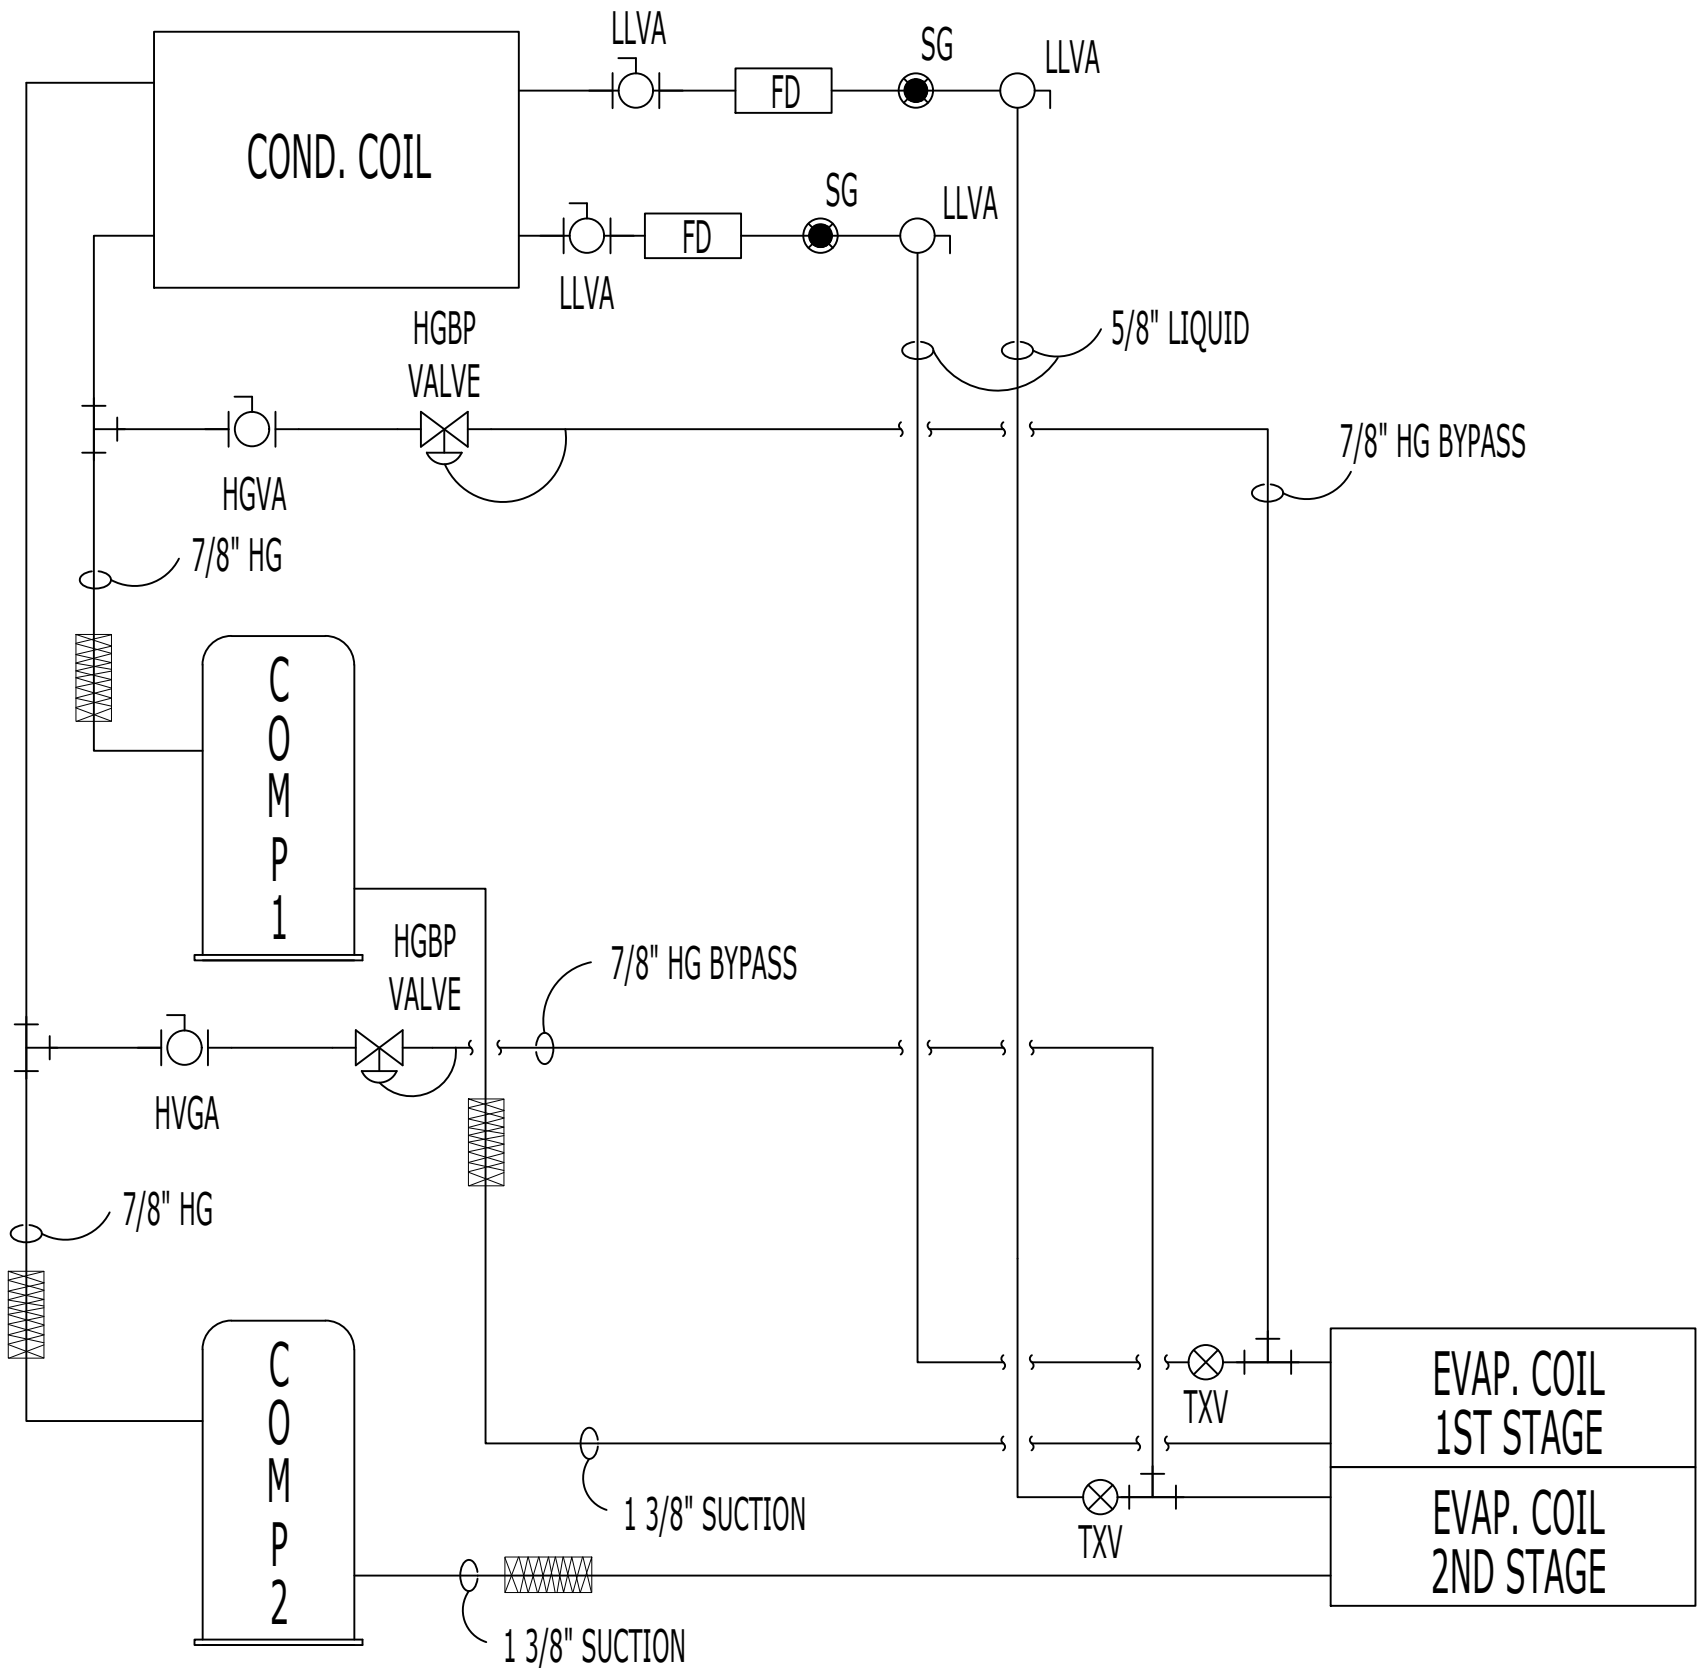 LLVA
SG
LLVA
FD
COND. COIL
SG
LLVA
FD
LLVA
HGBP
VALVE
5/8" LIQUID
7/8" HG BYPASS
HGVA
7/8" HG
C
O
M
P
1
HGBP
VALVE
7/8" HG BYPASS
HVGA
7/8" HG
C
O
M
P
2
EVAP. COIL
1ST STAGE
TXV
EVAP. COIL
2ND STAGE
1 3/8" SUCTION
TXV
1 3/8" SUCTION